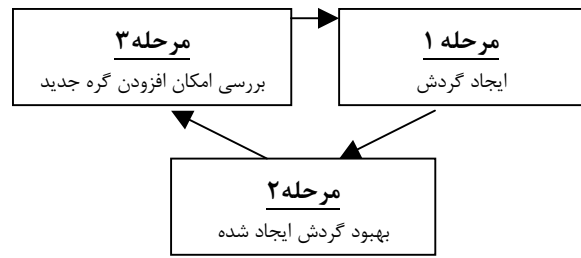 مرحله ۱
ایجاد گردش
مرحله۲
بهبود گردش ایجاد شده
مرحله۳
بررسی امکان افزودن گره جدید